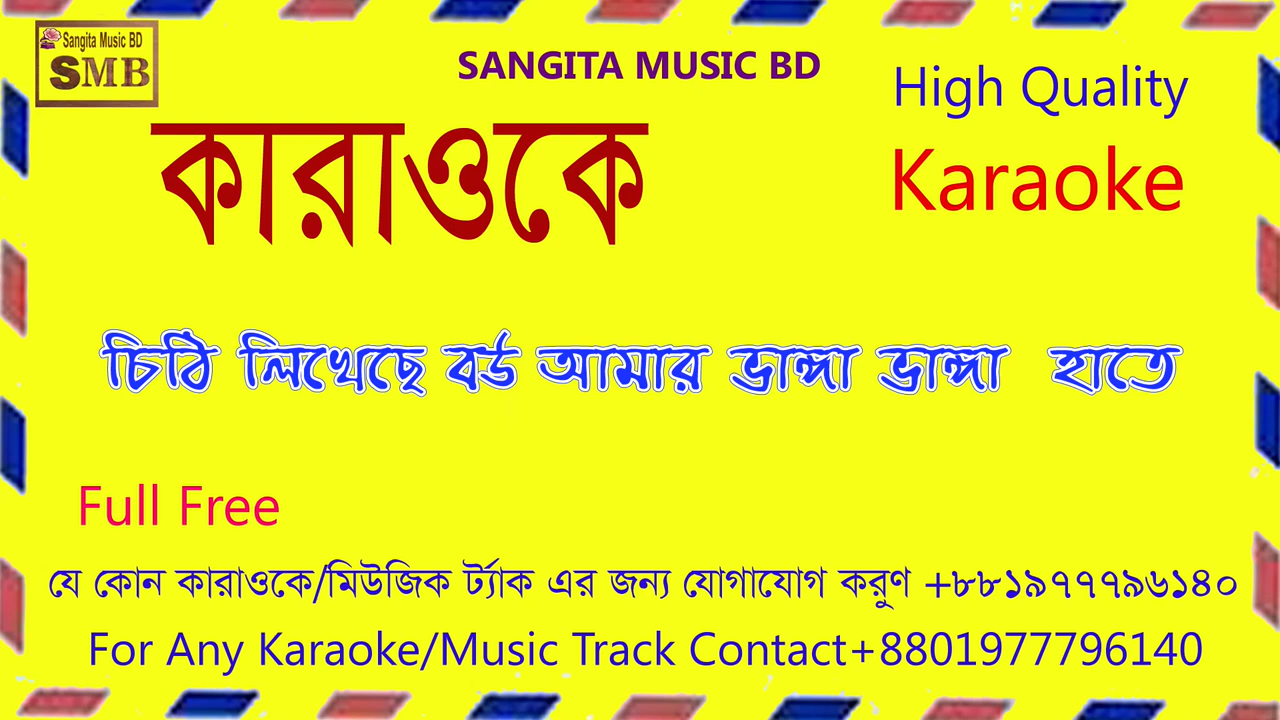 Sangita Music BD
SMB
SANGITA MUSIC BD
High Quality
কারাওকে
Karaoke
চিঠি লিখেছে বউ আমার ভাঙ্গা ভাঙ্গা হাতে
Full Free
যে কোন কারাওকে/মিউজিক ট্র্যাক এর জন্য যোগাযোগ করুণ +৮৮১৯৭৭৭৯৬১৪০
For Any Karaoke/Music Track Contact+8801977796140